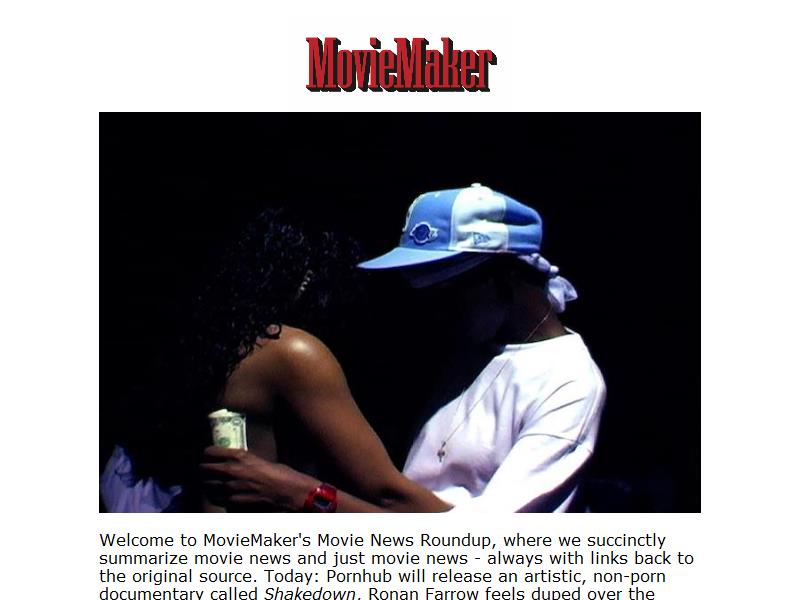 MovieMaker
Welcome to MovieMaker's Movie News Roundup, where we succinctly
summarize movie news and just movie news - always with links back to
the original source. Today: Pornhub will release an artistic, non-porn
documentary called Shakedown, Ronan Farrow feels duped over the